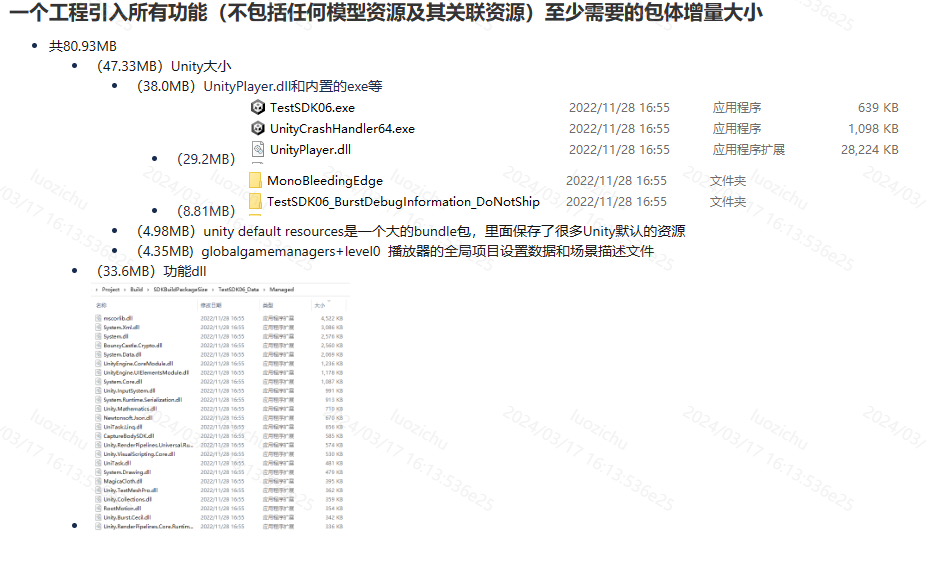 一个工程引入所有功能（不包括任何模型资源及其关联资源）至少需要的包体增量大小
共80.93MB
（47.33MB）Unity大小
（38.0MB）UnityPlayer.dll和内置的exe等
TestSDK06.exe 2022/11/28 16:55 应用程序 639 KB
UnityCrashHandler64.exe 2022/11/28 16:55 应用程序 1,098 KB
UnityPlayer.dll 2022/11/28 16:55 应用程序扩展 28,224 KB
（29.2MB）
MonoBleedingEdge 2022/11/28 16:55 文件夹
TestSDK06_BurstDebugInformation_DoNotShip 2022/11/28 16:55 文件夹
（8.81MB）
（4.98MB）unity default resources是一个大的bundle包，里面保存了很多Unity默认的资源
（4.35MB）globalgamemanagers+level0 播放器的全局项目设置数据和场景描述文件
（33.6MB）功能dll
Project › Build › SDKBuildPackageSize › TestSDK06_Data › Managed
名称 修改日期 类型 大小
mscorlib.dll 2022/11/28 16:55 应用程序扩展 4,522 KB
System.Xml.dll 2022/11/28 16:55 应用程序扩展 3,086 KB
System.dll 2022/11/28 16:55 应用程序扩展 2,576 KB
BouncyCastle.Crypto.dll 2022/11/28 16:55 应用程序扩展 2,560 KB
System.Data.dll 2022/11/28 16:55 应用程序扩展 2,069 KB
UnityEngine.CoreModule.dll 2022/11/28 16:55 应用程序扩展 1,236 KB
UnityEngine.UIElementsModule.dll 2022/11/28 16:55 应用程序扩展 1,178 KB
System.Core.dll 2022/11/28 16:55 应用程序扩展 1,087 KB
Unity.InputSystem.dll 2022/11/28 16:55 应用程序扩展 991 KB
System.Runtime.Serialization.dll 2022/11/28 16:55 应用程序扩展 813 KB
Unity.Mathematics.dll 2022/11/28 16:55 应用程序扩展 710 KB
Newtonsoft.Json.dll 2022/11/28 16:55 应用程序扩展 670 KB
UniTask.Linq.dll 2022/11/28 16:55 应用程序扩展 656 KB
CaptureBodySDK.dll 2022/11/28 16:55 应用程序扩展 585 KB
Unity.RenderPipelines.Universal.Ru... 2022/11/28 16:55 应用程序扩展 574 KB
Unity.VisualScripting.Core.dll 2022/11/28 16:55 应用程序扩展 530 KB
UniTask.dll 2022/11/28 16:55 应用程序扩展 481 KB
System.Drawing.dll 2022/11/28 16:55 应用程序扩展 470 KB
MagicaCloth.dll 2022/11/28 16:55 应用程序扩展 395 KB
Unity.TextMeshPro.dll 2022/11/28 16:55 应用程序扩展 362 KB
Unity.Collections.dll 2022/11/28 16:55 应用程序扩展 359 KB
RootMotion.dll 2022/11/28 16:55 应用程序扩展 354 KB
Unity.Burst.Cecil.dll 2022/11/28 16:55 应用程序扩展 342 KB
Unity.RenderPipelines.Core.Runtim... 2022/11/28 16:55 应用程序扩展 336 KB
luozichu
2024/03/17 16:13:536e25